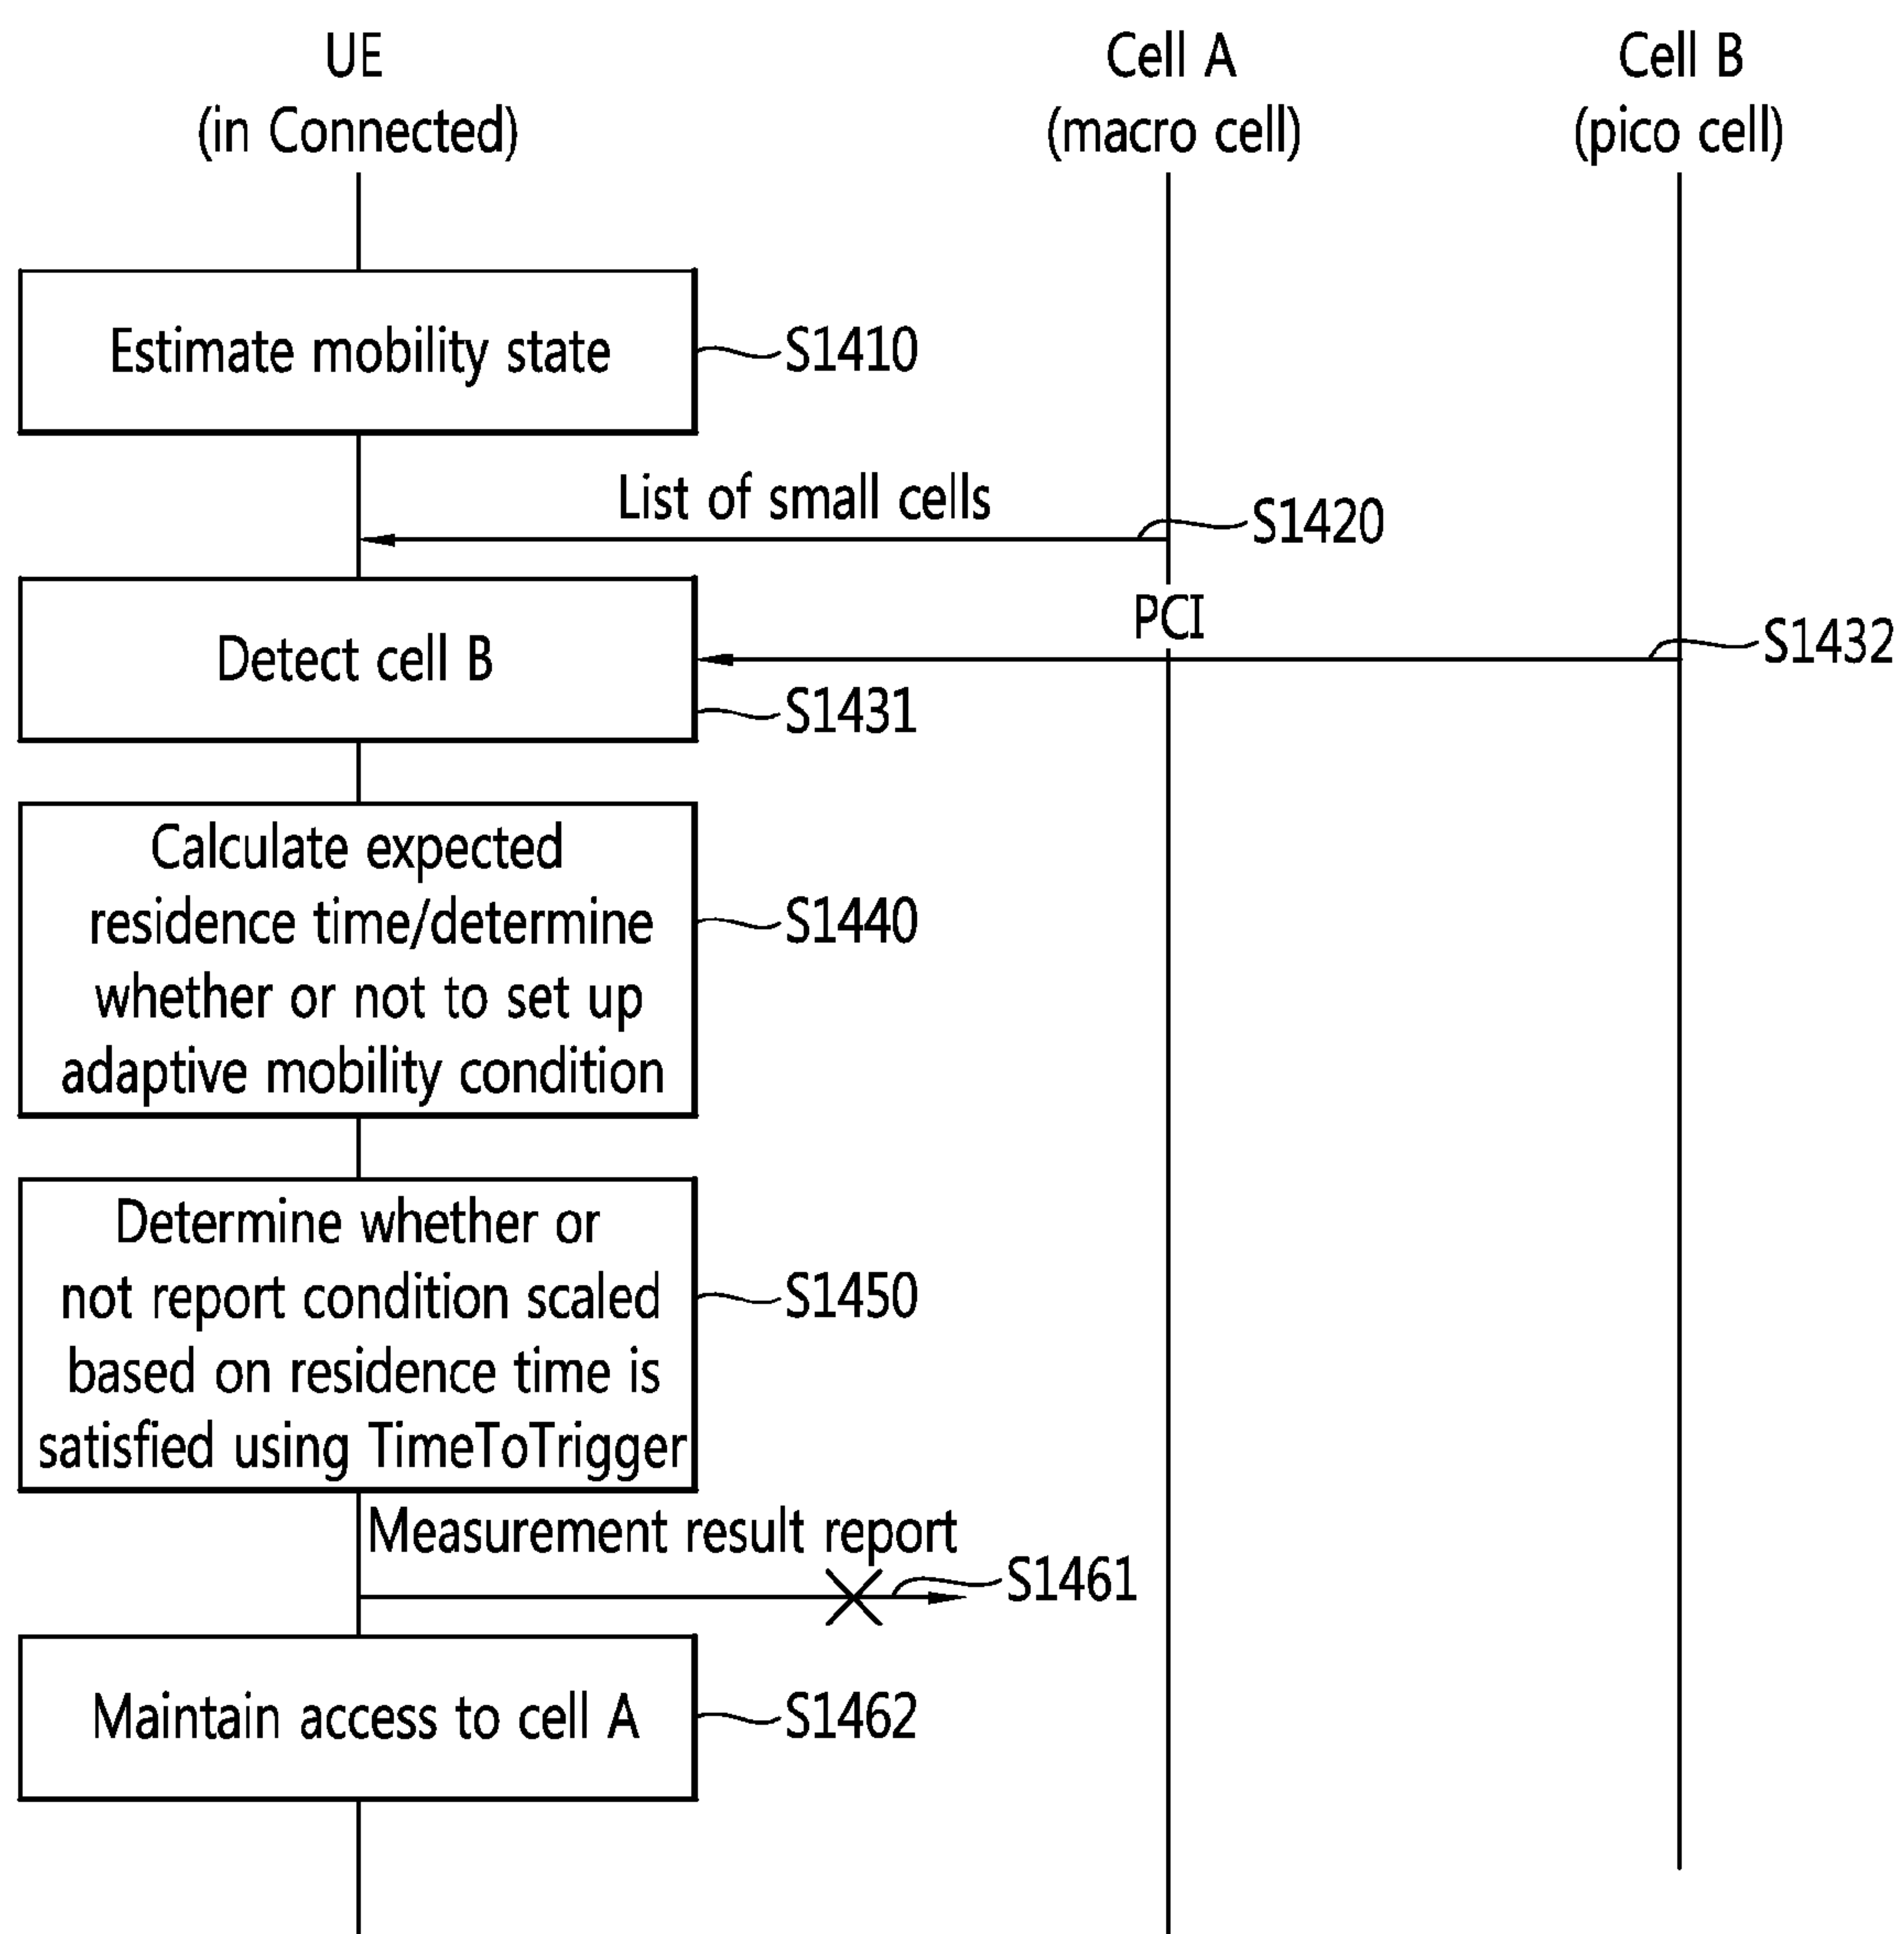 UE
(in Connected)
Cell A
(macro cell)
Cell B
(pico cell)
Estimate mobility state
S1410
List of small cells
S1420
PCI
S1432
Detect cell B
S1431
Calculate expected
residence time/determine
whether or not to set up
adaptive mobility condition
S1440
Determine whether or
not report condition scaled
based on residence time is
satisfied using TimeToTrigger
S1450
Measurement result report
S1461
Maintain access to cell A
S1462